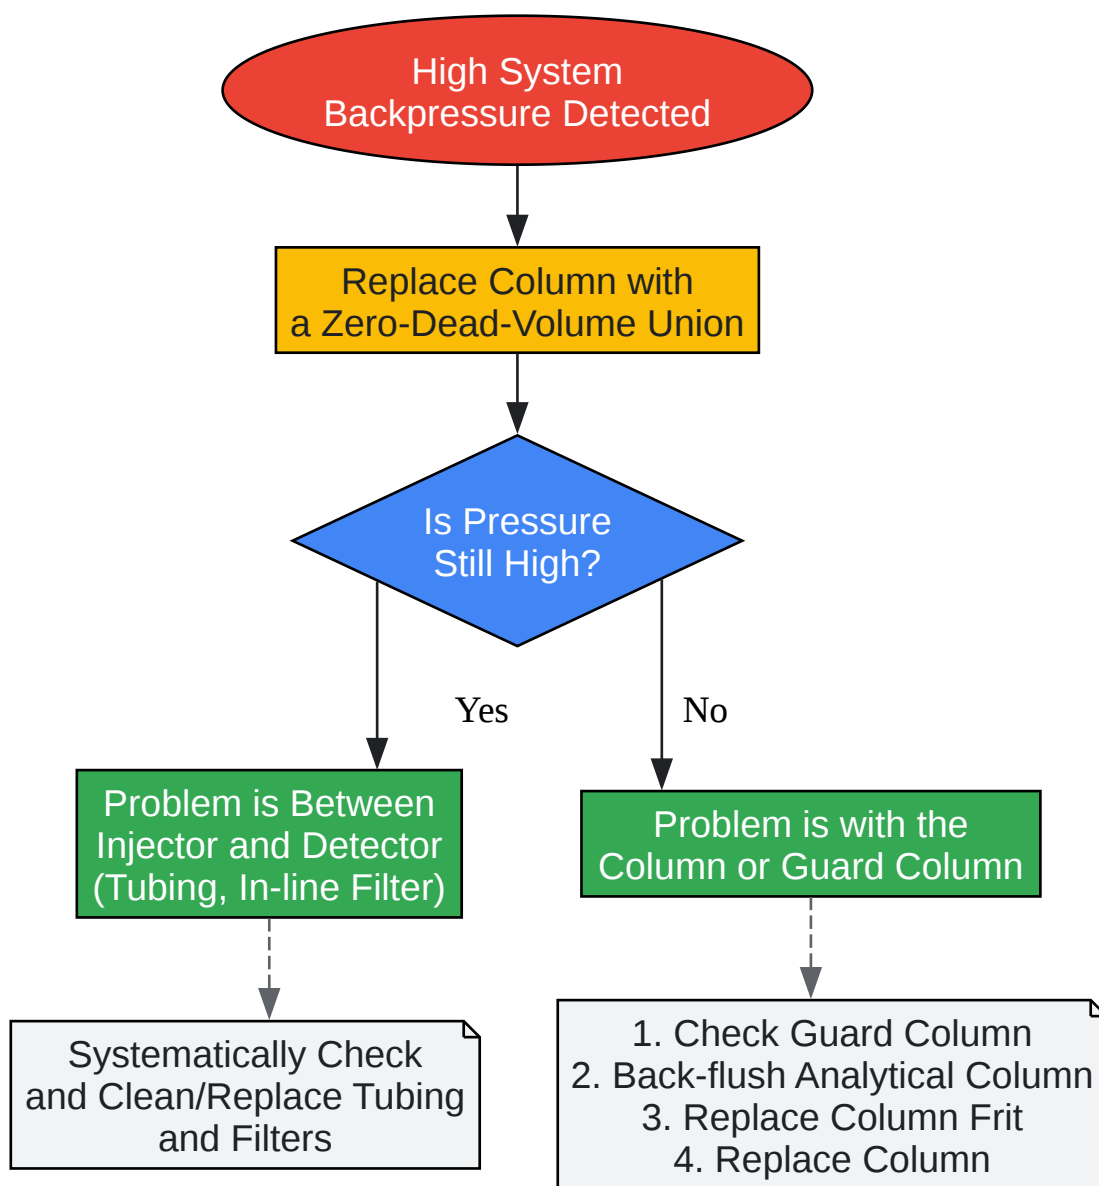 High System
Backpressure Detected
Replace Column with
a Zero-Dead-Volume Union
Is Pressure
Still High?
Yes
No
Problem is Between
Injector and Detector
(Tubing, In-line Filter)
Problem is with the
Column or Guard Column
Systematically Check
and Clean/Replace Tubing
and Filters
1. Check Guard Column
2. Back-flush Analytical Column
3. Replace Column Frit
4. Replace Column